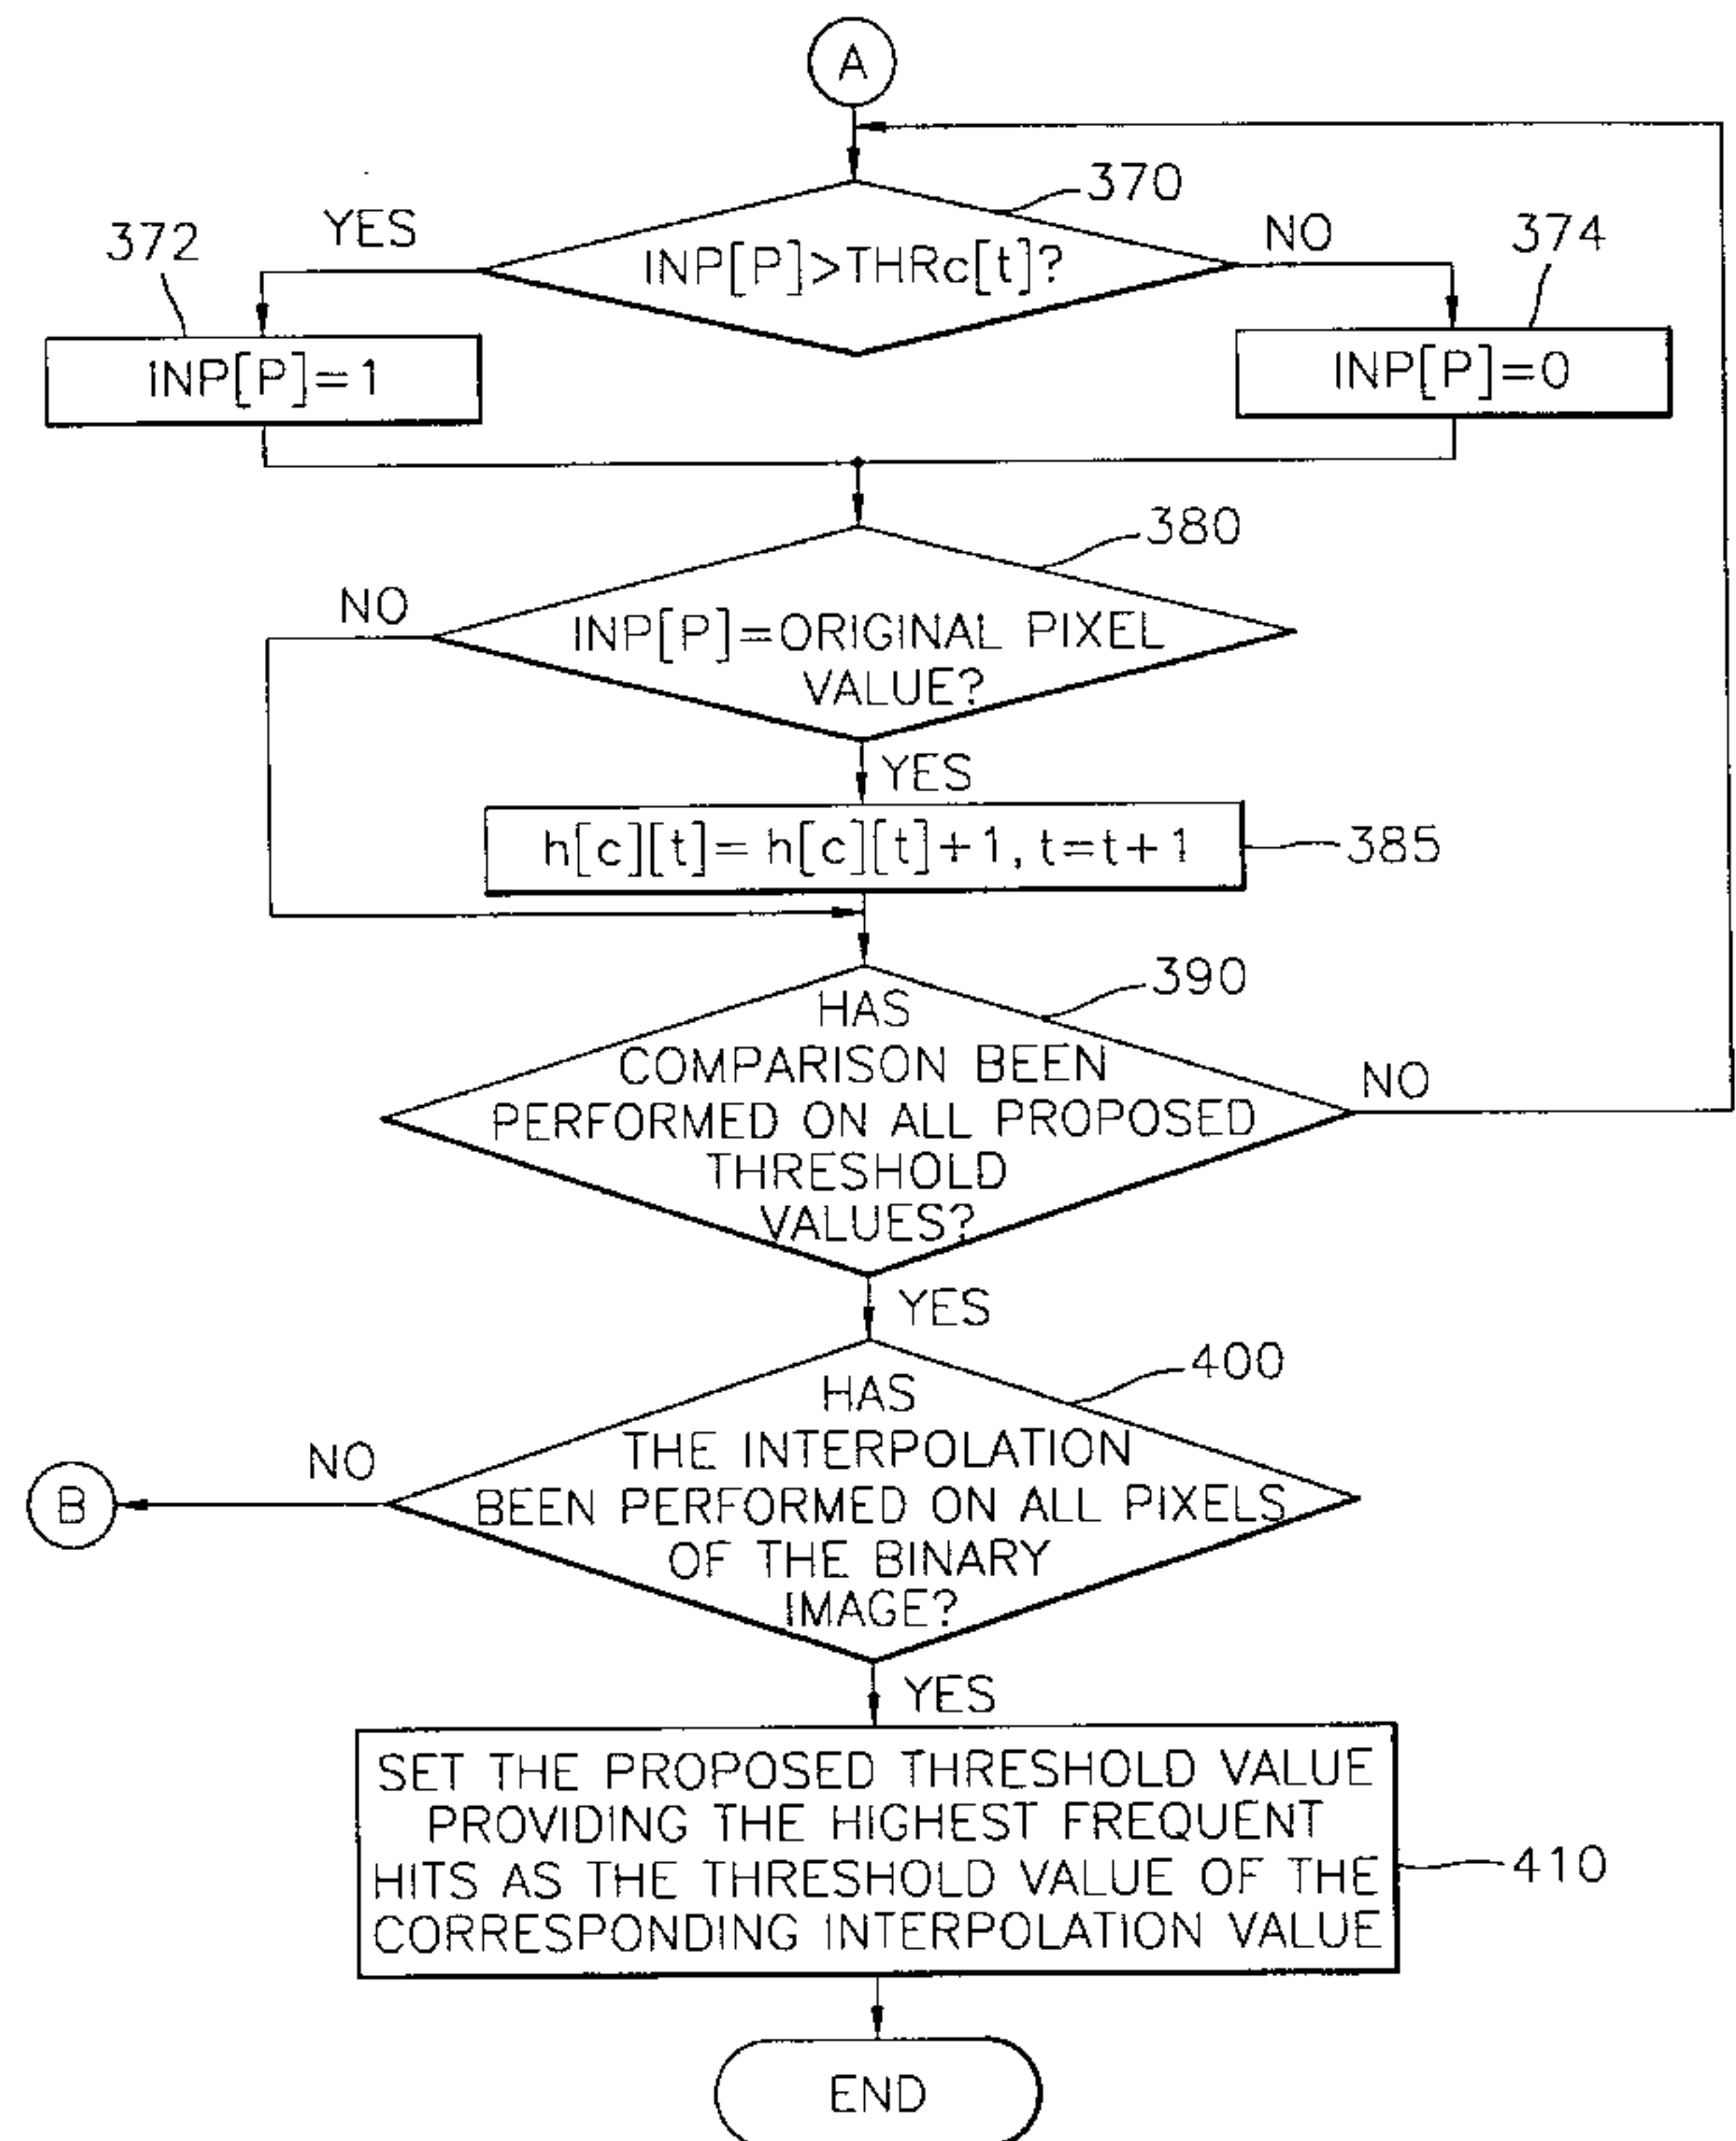 A
370
YES
NO
372
374
INP[P]>THRc[t]?
INP[P]=1
INP[P]=0
380
NO
INP[P]=ORIGINAL PIXEL
VALUE?
YES
h[c][t]= h[c][t]+1, t=t+1
385
390
HAS
COMPARISON BEEN
PERFORMED ON ALL PROPOSED
THRESHOLD
VALUES?
NO
YES
400
HAS
THE INTERPOLATION
BEEN PERFORMED ON ALL PIXELS
OF THE BINARY
IMAGE?
NO
B
YES
SET THE PROPOSED THRESHOLD VALUE
PROVIDING THE HIGHEST FREQUENT
HITS AS THE THRESHOLD VALUE OF THE
CORRESPONDING INTERPOLATION VALUE
410
END